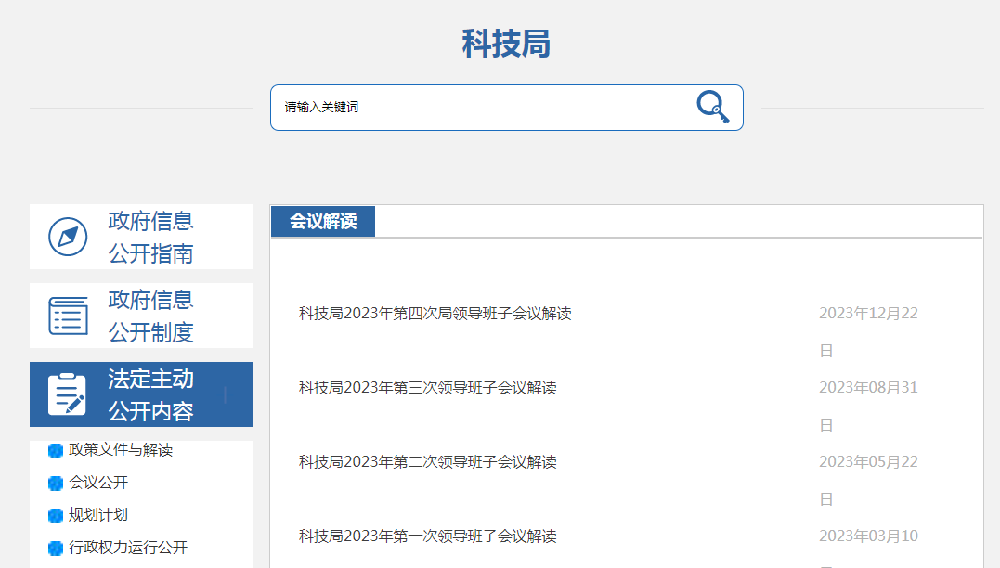 科技局
请输入关键词
政府信息
公开指南
政府信息
公开制度
法定主动
公开内容
政策文件与解读
会议公开
规划计划
行政权力运行公开
会议解读
科技局2023年第四次局领导班子会议解读
2023年12月22
日
科技局2023年第三次领导班子会议解读
2023年08月31
日
科技局2023年第二次领导班子会议解读
2023年05月22
日
科技局2023年第一次领导班子会议解读
2023年03月10